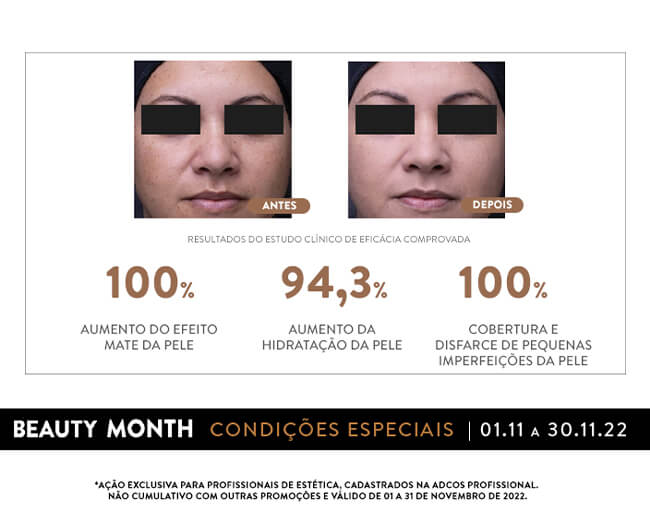 ANTES
DEPOIS
RESULTADOS DO ESTUDO CLÍNICO DE EFICÁCIA COMPROVADA
100%
AUMENTO DO EFEITO
MATE DA PELE
94,3%
AUMENTO DA
HIDRATAÇÃO DA PELE
100%
COBERTURA E
DISFARCE DE PEQUENAS
IMPERFEIÇÕES DA PELE
BEAUTY MONTH CONDIÇÕES ESPECIAIS | 01.11 A 30.11.22
*AÇÃO EXCLUSIVA PARA PROFISSIONAIS DE ESTÉTICA, CADASTRADOS NA ADCOS PROFISSIONAL.
NÃO CUMULATIVO COM OUTRAS PROMOÇÕES E VÁLIDO DE 01 A 31 DE NOVEMBRO DE 2022.